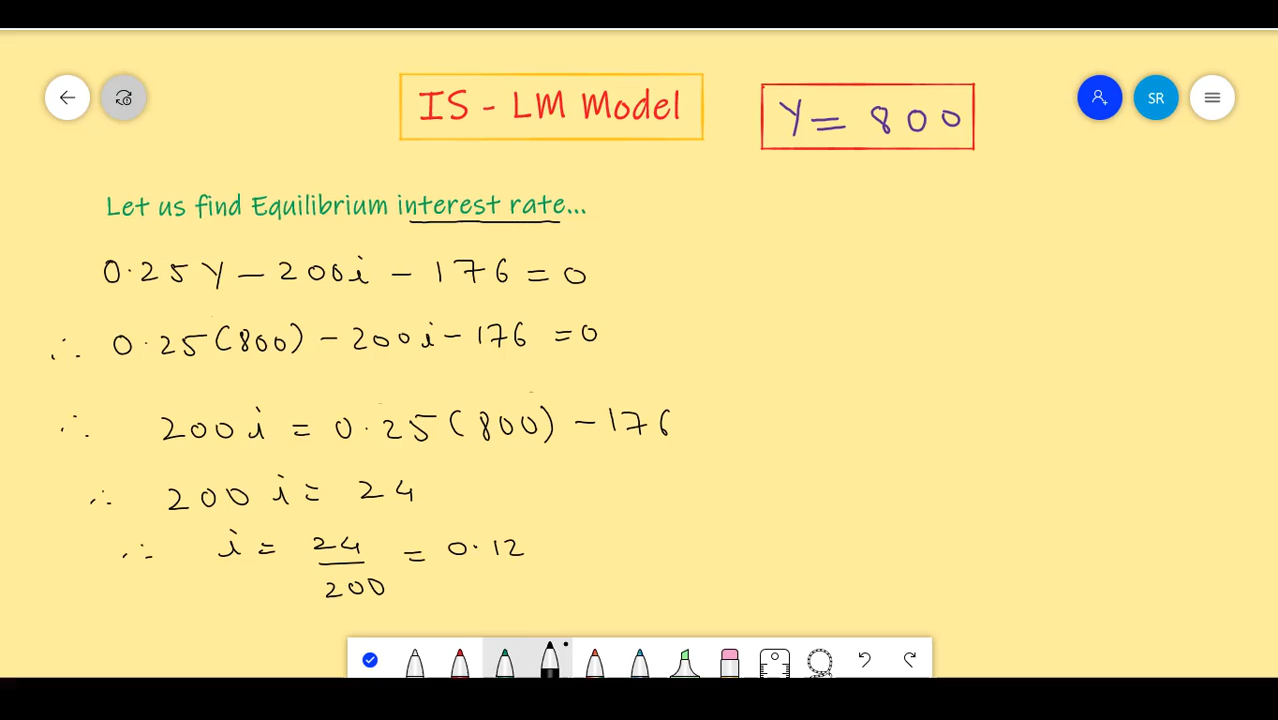 IS - LM Model
Y = 800
SR
Let us find Equilibrium interest rate...
0.25Y - 200i - 176 = 0
∴ 0.25(800) - 200i - 176 = 0
∴ 200i = 0.25(800) - 176
∴ 200i = 24
∴ i = 24/200 = 0.12